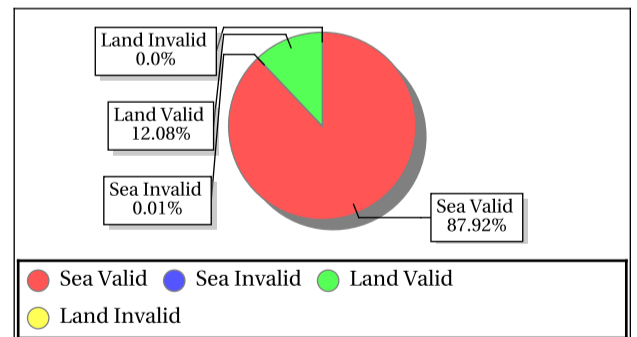 Land Invalid
0.0%
Land Valid
12.08%
Sea Invalid
0.01%
Sea Valid
87.92%
Sea Valid Sea Invalid Land Valid
Land Invalid